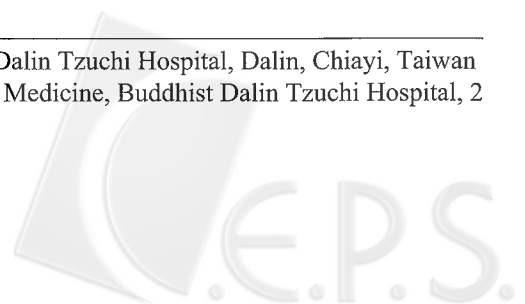 Dalin Tzuchi Hospital, Dalin, Chiayi, Taiwan
Medicine, Buddhist Dalin Tzuchi Hospital, 2
C.E.P.S.